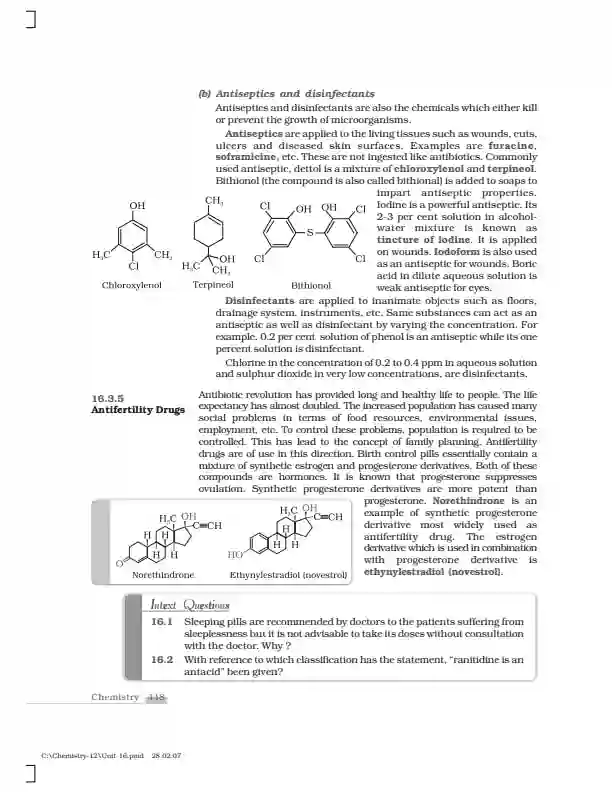 (b) Antiseptics and disinfectants
Antiseptics and disinfectants are also the chemicals which either kill
or prevent the growth of microorganisms.
Antiseptics are applied to the living tissues such as wounds, cuts,
ulcers and diseased skin surfaces. Examples are furacine,
soframicine, etc. These are not ingested like antibiotics. Commonly
used antiseptic, dettol is a mixture of chloroxylenol and terpineol.
Bithionol (the compound is also called bithional) is added to soaps to
impart antiseptic properties.
Iodine is a powerful antiseptic. Its
2-3 per cent solution in alcohol-
water mixture is known as
tincture of iodine. It is applied
on wounds. Iodoform is also used
as an antiseptic for wounds. Boric
acid in dilute aqueous solution is
weak antiseptic for eyes.
OH
H3C
CH3
Cl
Chloroxylenol
CH3
OH
H3C
CH3
Terpineol
Cl
OH
OH
Cl
S
Cl
Cl
Bithionol
Disinfectants are applied to inanimate objects such as floors,
drainage system, instruments, etc. Same substances can act as an
antiseptic as well as disinfectant by varying the concentration. For
example, 0.2 per cent solution of phenol is an antiseptic while its one
percent solution is disinfectant.
Chlorine in the concentration of 0.2 to 0.4 ppm in aqueous solution
and sulphur dioxide in very low concentrations, are disinfectants.
16.3.5
Antifertility Drugs
Antibiotic revolution has provided long and healthy life to people. The life
expectancy has almost doubled. The increased population has caused many
social problems in terms of food resources, environmental issues,
employment, etc. To control these problems, population is required to be
controlled. This has lead to the concept of family planning. Antifertility
drugs are of use in this direction. Birth control pills essentially contain a
mixture of synthetic estrogen and progesterone derivatives. Both of these
compounds are hormones. It is known that progesterone suppresses
ovulation. Synthetic progesterone derivatives are more potent than
progesterone. Norethindrone is an
example of synthetic progesterone
derivative most widely used as
antifertility drug. The estrogen
derivative which is used in combination
with progesterone derivative is
ethynylestradiol (novestrol).
H3C OH
C≡CH
H H
H H
O
Norethindrone
H3C OH
C≡CH
H
H H
HO
Ethynylestradiol (novestrol)
Intext Questions
16.1 Sleeping pills are recommended by doctors to the patients suffering from
sleeplessness but it is not advisable to take its doses without consultation
with the doctor. Why ?
16.2 With reference to which classification has the statement, “ranitidine is an
antacid” been given?
Chemistry 448
C:\Chemistry-12\Unit-16.pmd 28.02.07